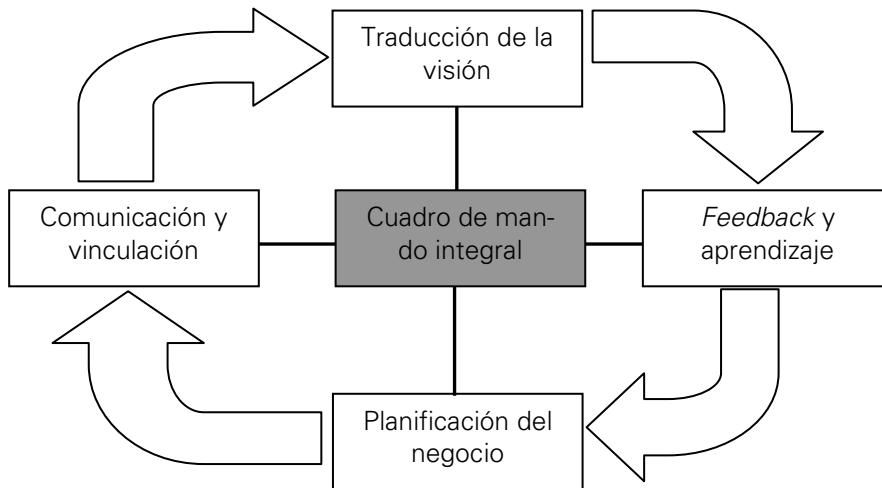 Traducción de la
visión
Comunicación y
vinculación
Cuadro de man-
do integral
Feedback y
aprendizaje
Planificación del
negocio